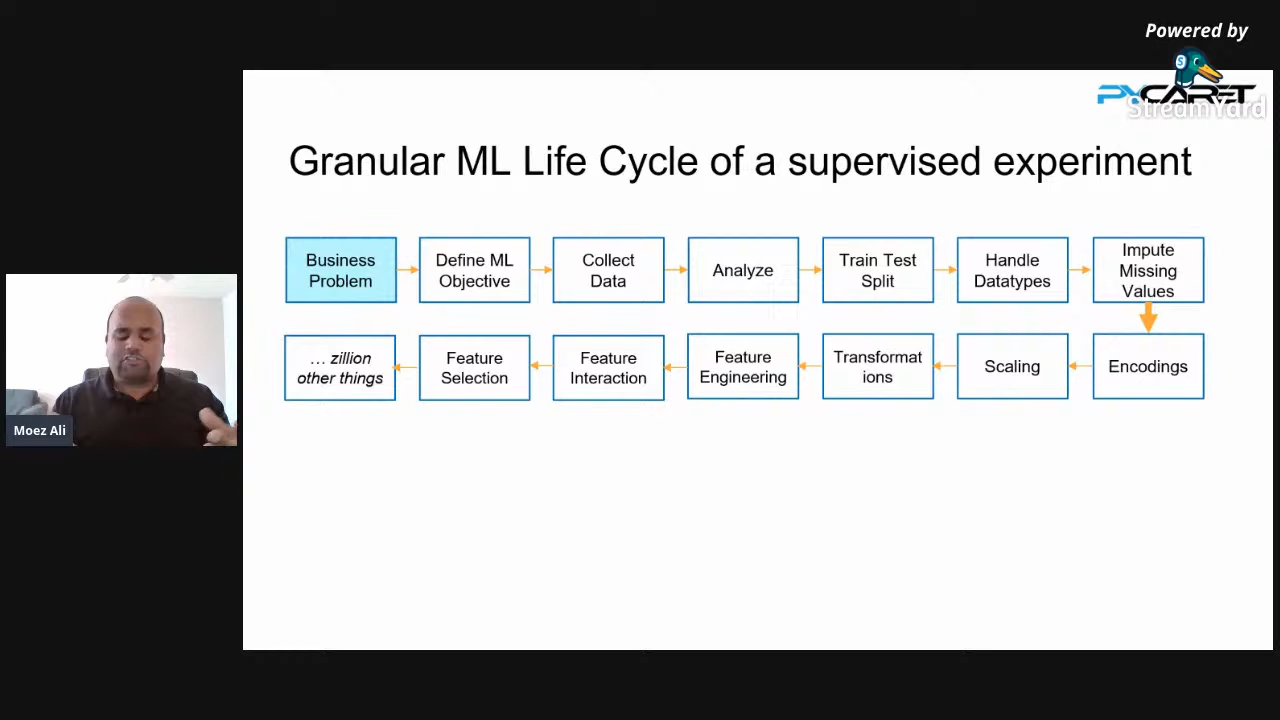 Powered by
PYCARET
StreamYard
Granular ML Life Cycle of a supervised experiment
Business
Problem
Define ML
Objective
Collect
Data
Analyze
Train Test
Split
Handle
Datatypes
Impute
Missing
Values
... zillion
other things
Feature
Selection
Feature
Interaction
Feature
Engineering
Transformat
ions
Scaling
Encodings
Moez Ali